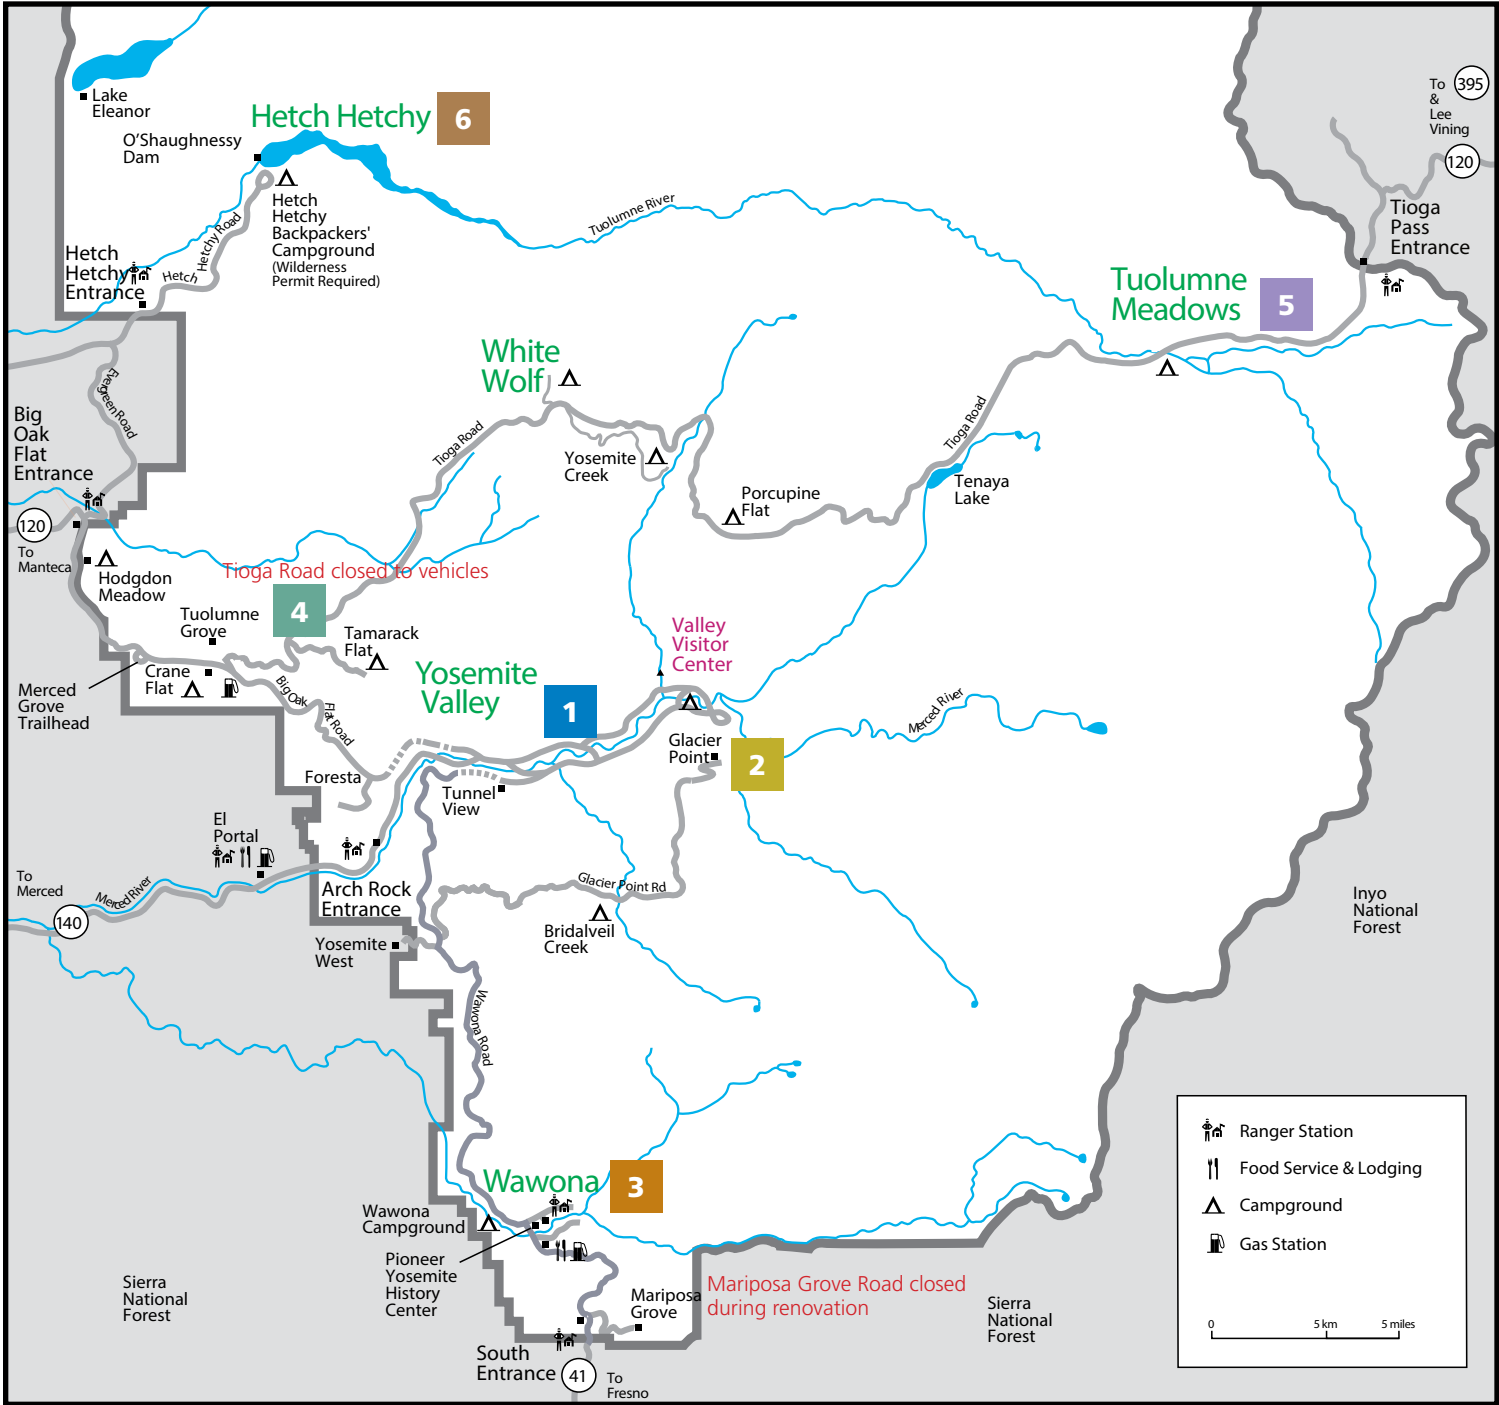 Lake
Eleanor
O'Shaughnessy
Dam
Hetch Hetchy
6
Hetch
Hetchy
Backpackers'
Campground
(Wilderness
Permit Required)
Hetch Hetchy Road
Hetch
Hetchy
Entrance
Tuolumne River
To
&
Lee
Vining
395
120
Tioga
Pass
Entrance
Tuolumne
Meadows
5
White
Wolf
Evergreen Road
Big
Oak
Flat
Entrance
Tioga Road
Yosemite
Creek
Porcupine
Flat
Tioga Road
Tenaya
Lake
120
To
Manteca
Hodgdon
Meadow
Tioga Road closed to vehicles
4
Tuolumne
Grove
Tamarack
Flat
Crane
Flat
Merced
Grove
Trailhead
Big Oak
Flat Road
Yosemite
Valley
1
Valley
Visitor
Center
Merced River
Glacier
Point
2
Foresta
Tunnel
View
El
Portal
To
Merced
Merced River
140
Arch Rock
Entrance
Glacier Point Rd
Bridalveil
Creek
Yosemite
West
Inyo
National
Forest
Wawona Road
Wawona
3
Wawona
Campground
Pioneer
Yosemite
History
Center
Mariposa
Grove
Mariposa Grove Road closed
during renovation
Sierra
National
Forest
Sierra
National
Forest
South
Entrance
41
To
Fresno
Ranger Station
Food Service & Lodging
Campground
Gas Station
0
5 km
5 miles